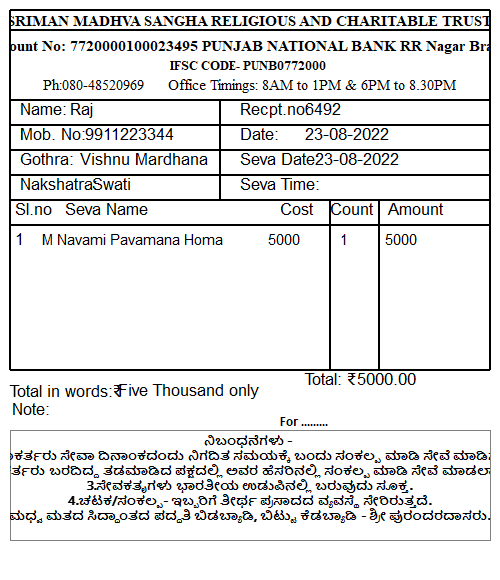 SRIMAN MADHVA SANGHA RELIGIOUS AND CHARITABLE TRUST
ount No: 7720000100023495 PUNJAB NATIONAL BANK RR Nagar Bra
IFSC CODE- PUNB0772000
Ph:080-48520969 Office Timings: 8AM to 1PM & 6PM to 8.30PM
Name: Raj Recpt.no6492
Mob. No:9911223344 Date: 23-08-2022
Gothra: Vishnu Mardhana Seva Date23-08-2022
NakshatraSwati Seva Time:
Sl.no Seva Name Cost Count Amount
1 M Navami Pavamana Homa 5000 1 5000
Total: ₹5000.00
Total in words:₹Five Thousand only
Note:
For .........
ನಿಬಂಧನೆಗಳು -
ಕರ್ತರು ಸೇವಾ ದಿನಾಂಕದಂದು ನಿಗದಿತ ಸಮಯಕ್ಕೆ ಬಂದು ಸಂಕಲ್ಪ ಮಾಡಿ ಸೇವೆ ಮಾಡಿಸ
ರ್ತರು ಬರದಿದ್ದ ತಡಮಾಡಿದ ಪಕ್ಷದಲ್ಲಿ ಅವರ ಹೆಸರಿನಲ್ಲಿ ಸಂಕಲ್ಪ ಮಾಡಿ ಸೇವೆ ಮಾಡಲಾ
3.ಸೇವಕತೃಗಳು ಭಾರತೀಯ ಉಡುಪಿನಲ್ಲಿ ಬರುವುದು ಸೂಕ್ತ.
4.ಚಟಕ/ಸಂಕಲ್ಪ- ಇಬ್ಬರಿಗೆ ತೀರ್ಥ ಪ್ರಸಾದದ ವ್ಯವಸ್ಥೆ ಸೇರಿರುತ್ತದೆ.
ಮಧ್ವ ಮತದ ಸಿದ್ಧಾಂತದ ಪದ್ಧತಿ ಬಿಡಬ್ಯಾಡಿ, ಬಿಟ್ಟು ಕೆಡಬ್ಯಾಡಿ - ಶ್ರೀ ಪುರಂದರದಾಸರು.